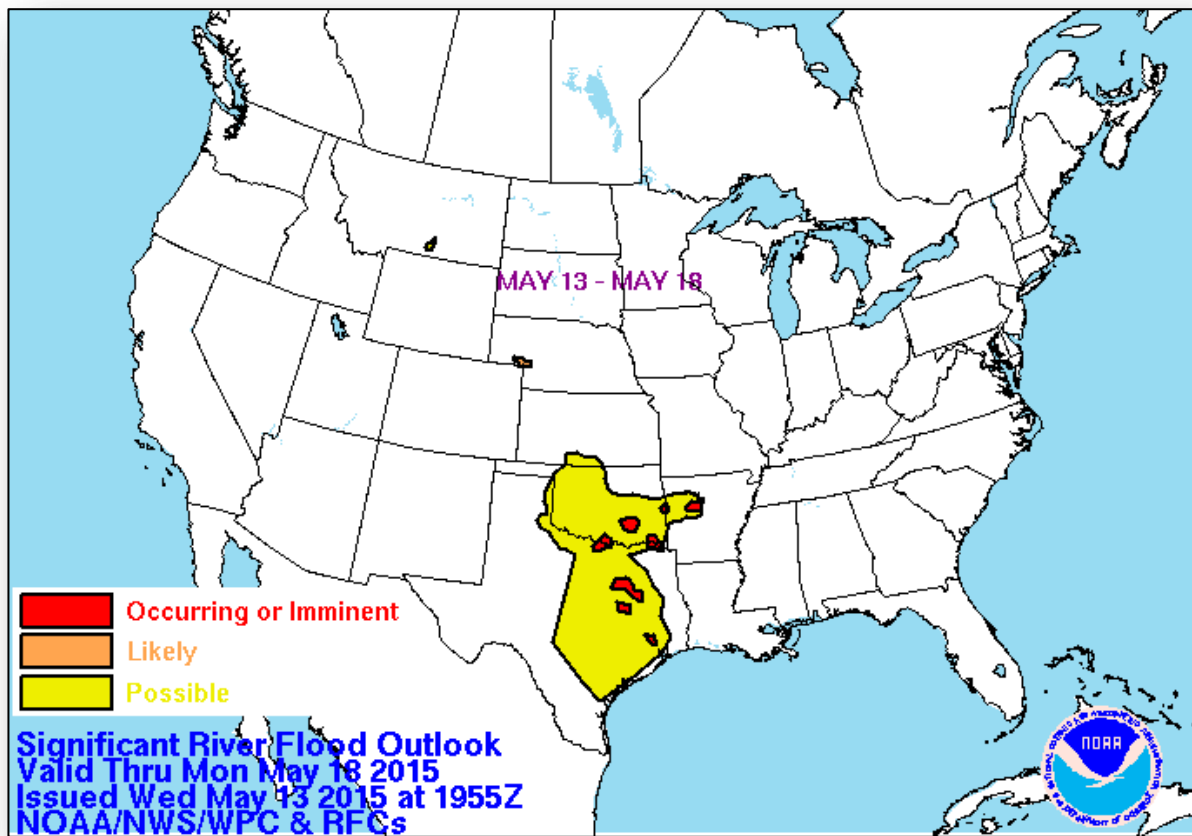 MAY 13 - MAY 18
Occurring or Imminent
Likely
Possible
Significant River Flood Outlook
Valid Thru Mon May 18 2015
Issued Wed May 13 2015 at 1955Z
NOAA/NWS/WPC & RFCs
NOAA